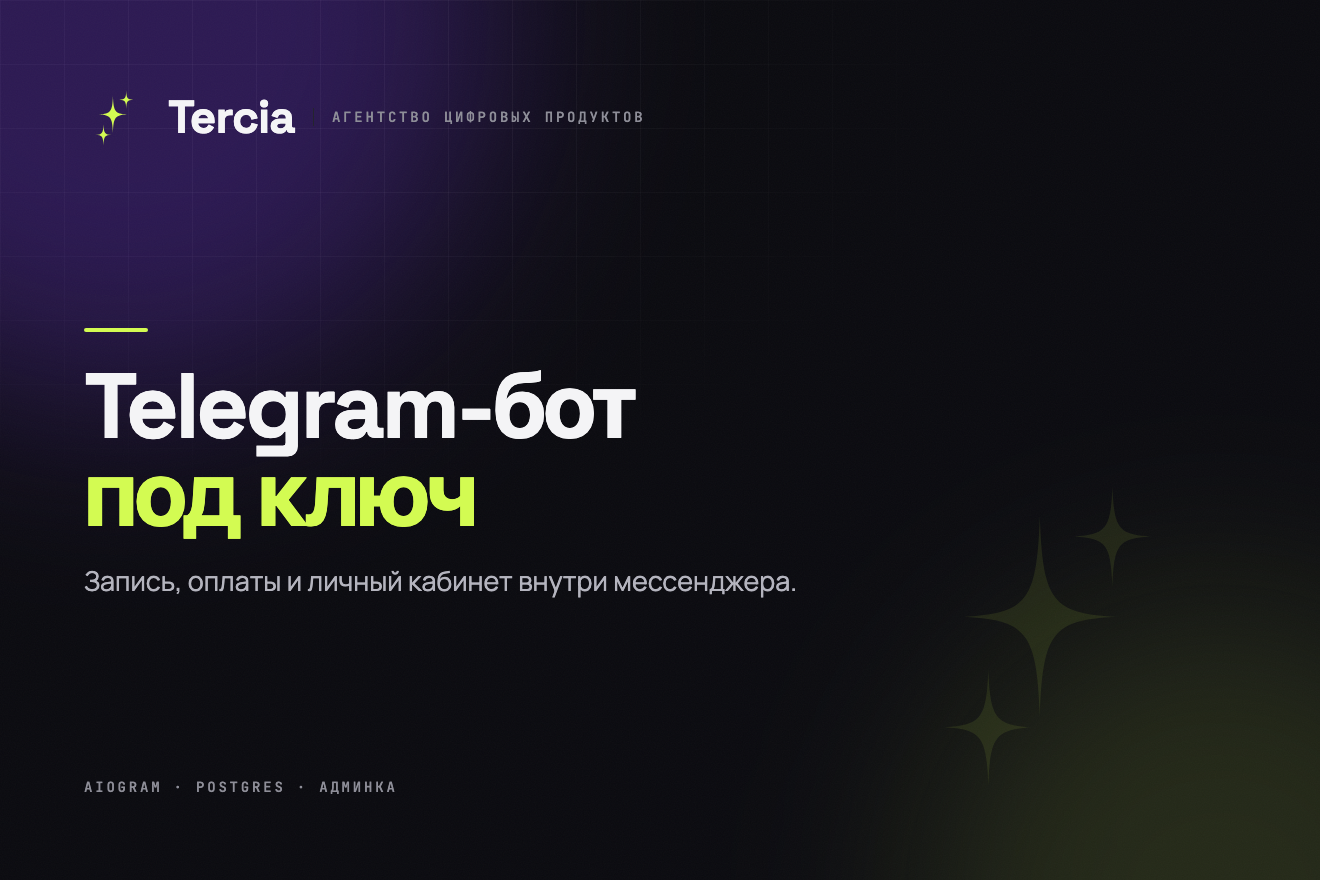 Tercia
АГЕНТСТВО ЦИФРОВЫХ ПРОДУКТОВ
Telegram-бот
под ключ
Запись, оплаты и личный кабинет внутри мессенджера.
AIOGRAM · POSTGRES · АДМИНКА